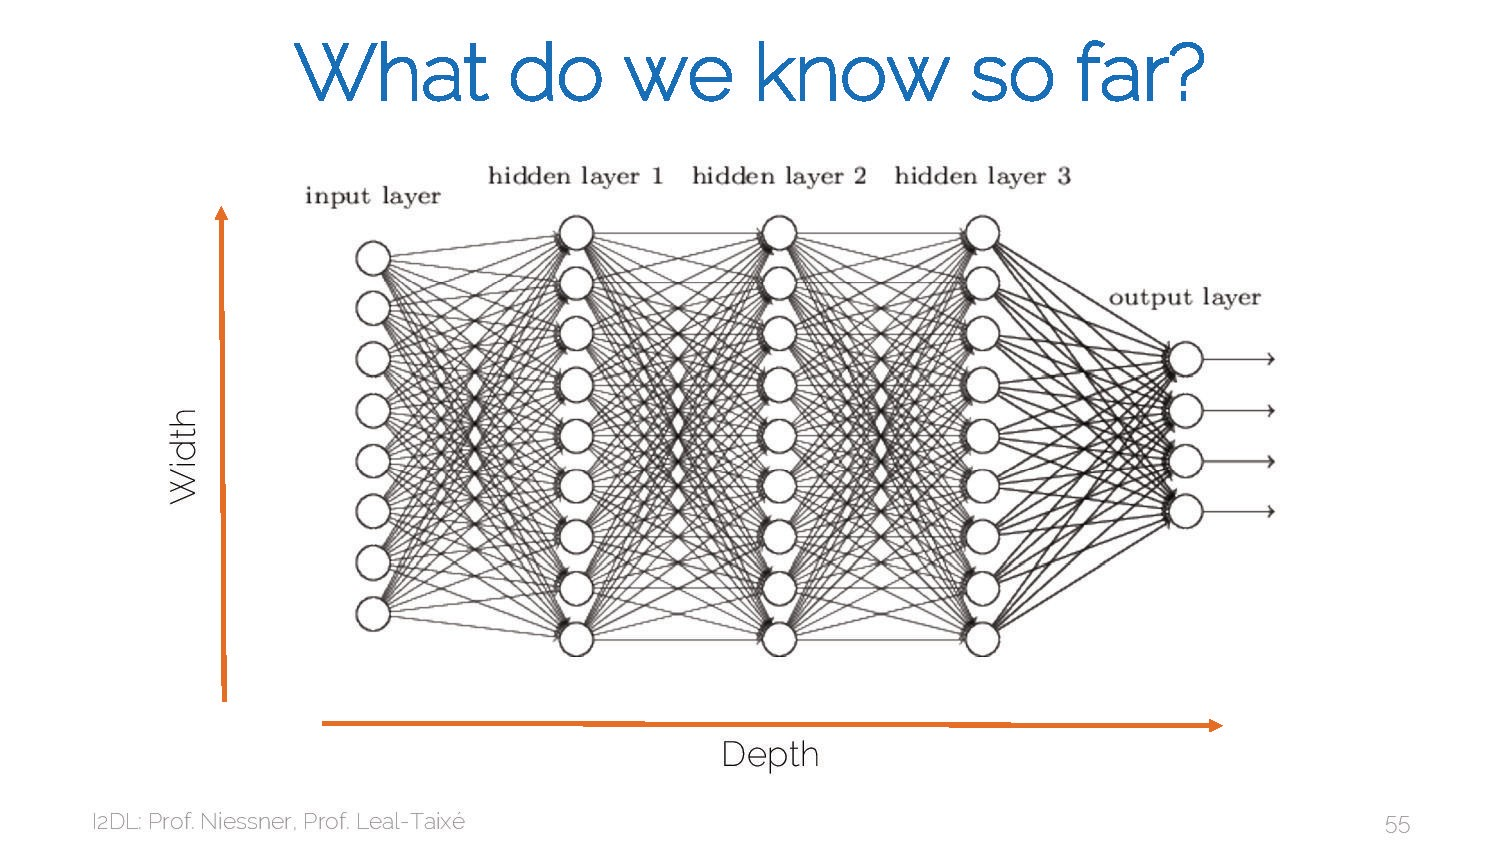 What do we know so far?
input layer
hidden layer 1
hidden layer 2
hidden layer 3
output layer
Width
Depth
I2DL: Prof. Niessner, Prof. Leal-Taixé
55